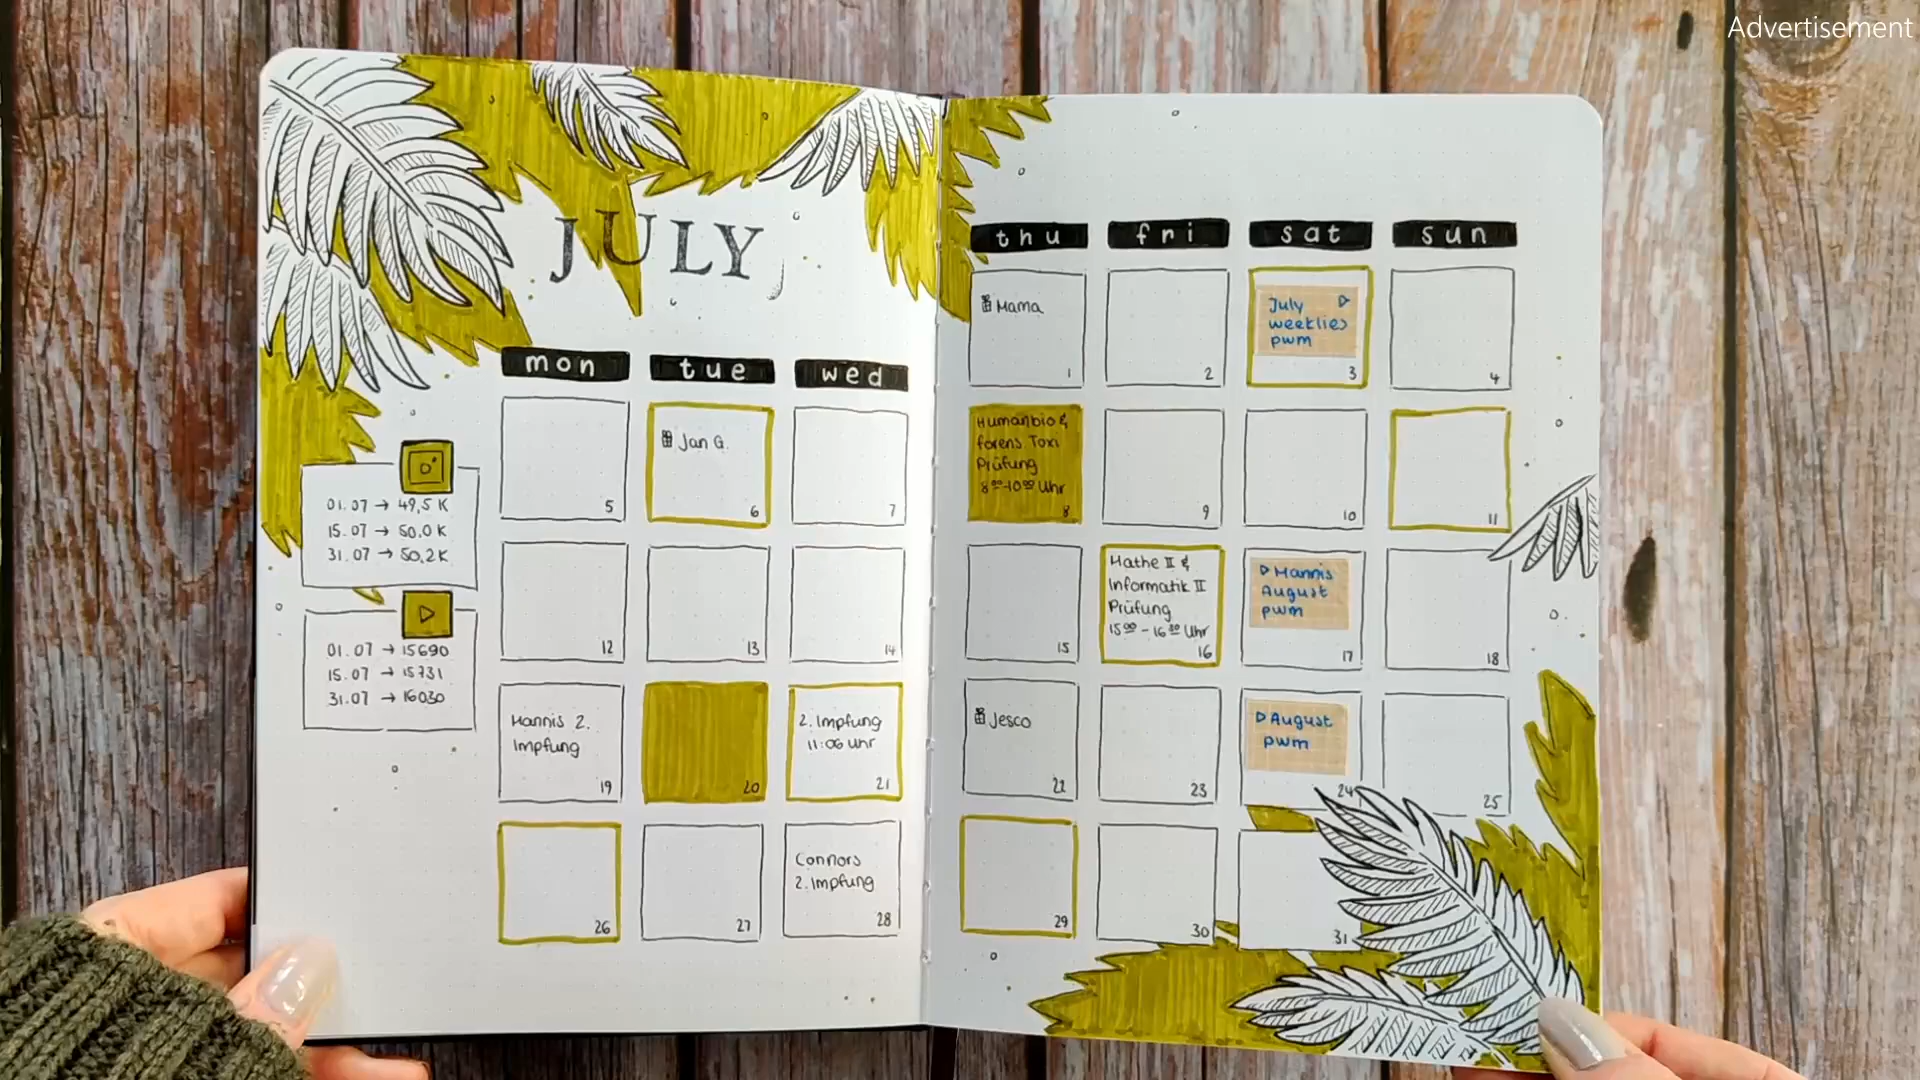 Advertisement
JULY
mon
tue
wed
5
Jan G.
6
7
12
13
14
Hannis 2.
Impfung
19
20
2. Impfung
11:06 Uhr
21
26
27
Connors
2. Impfung
28
01.07 → 49,5 K
15.07 → 50.0 K
31.07 → 50,2 K
01.07 → 15690
15.07 → 15731
31.07 → 16030
thu
fri
sat
sun
Mama
1
2
July
weeklies
pwm
3
4
Humanbio &
forens. Toxi
Prüfung
8⁰⁰-10⁰⁰ Uhr
8
9
10
11
15
Mathe II &
Informatik II
Prüfung
15⁰⁰ - 16³⁰ Uhr
16
Hannis
August
pwm
17
18
Jesco
22
23
August
pwm
24
25
29
30
31